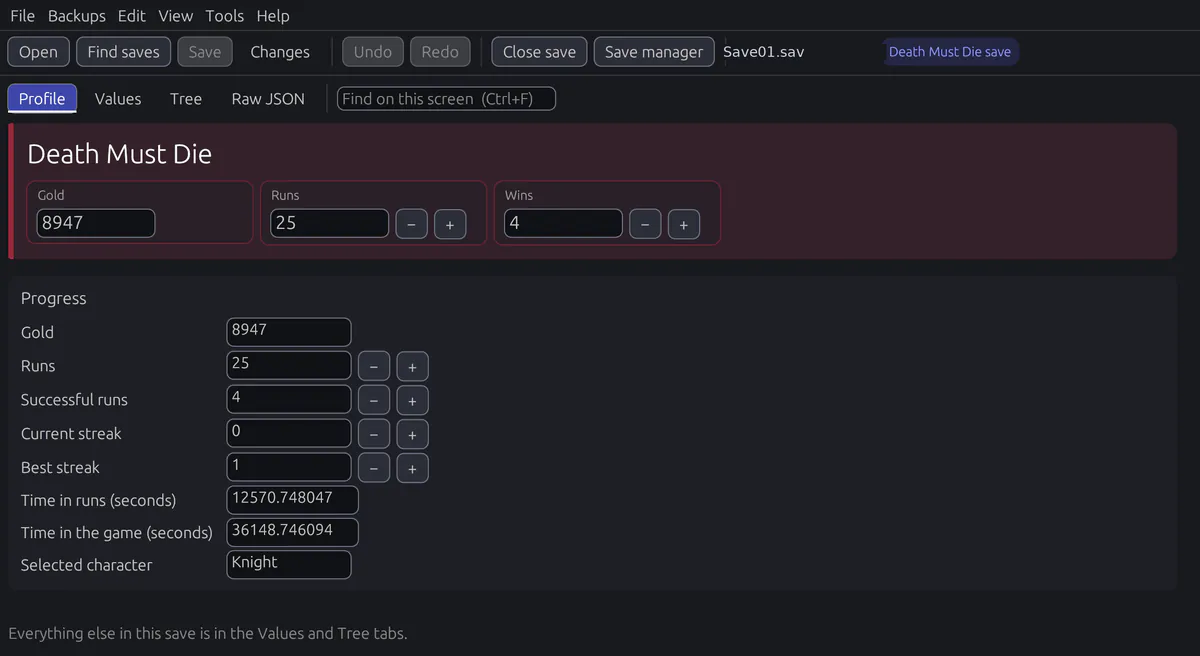 File Backups Edit View Tools Help
Open Find saves Save Changes Undo Redo Close save Save manager Save01.sav Death Must Die save
Profile Values Tree Raw JSON Find on this screen (Ctrl+F)
Death Must Die
Gold Runs Wins
8947 25 − + 4 − +
Progress
Gold 8947
Runs 25 − +
Successful runs 4 − +
Current streak 0 − +
Best streak 1 − +
Time in runs (seconds) 12570.748047
Time in the game (seconds) 36148.746094
Selected character Knight
Everything else in this save is in the Values and Tree tabs.